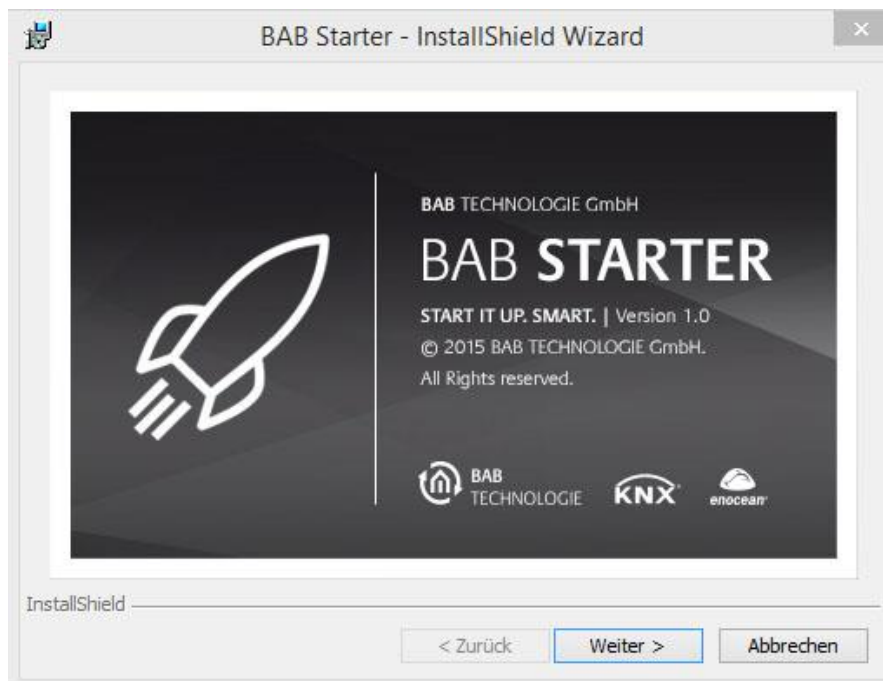 BAB Starter - InstallShield Wizard
BAB TECHNOLOGIE GmbH
BAB STARTER
START IT UP. SMART. | Version 1.0
© 2015 BAB TECHNOLOGIE GmbH.
All Rights reserved.
BAB
TECHNOLOGIE
KNX
enocean
InstallShield
< Zurück
Weiter >
Abbrechen